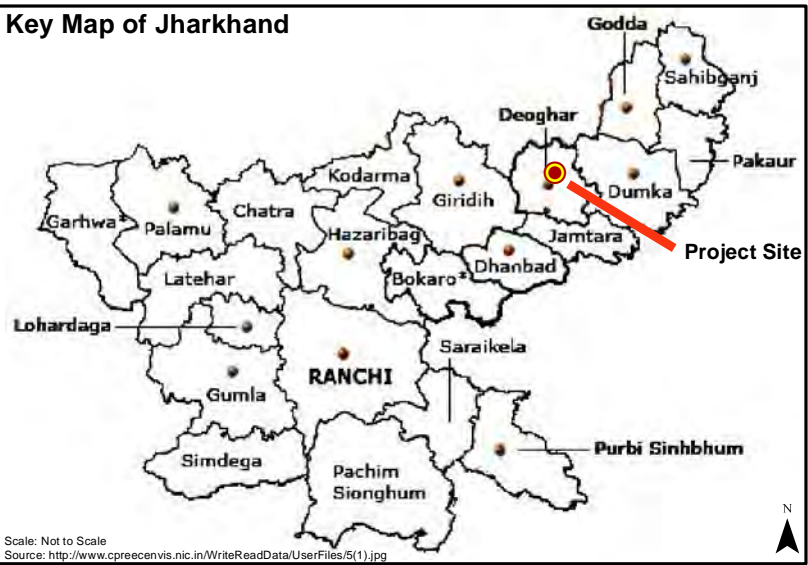 Key Map of Jharkhand
Godda
Sahibganj
Deoghar
Pakaur
Kodarma
Giridih
Dumka
Garhwa*
Palamu
Chatra
Hazaribag
Jamtara
Project Site
Latehar
Bokaro*
Dhanbad
Lohardaga
Saraikela
RANCHI
Gumla
Purbi Sinhbhum
Simdega
Pachim
Sionghum
N
Scale: Not to Scale
Source: http://www.cpreecenvis.nic.in/WriteReadData/UserFiles/5(1).jpg